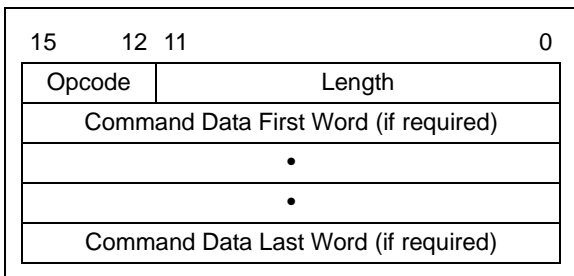 15 12 11 0
Opcode Length
Command Data First Word (if required)
•
•
Command Data Last Word (if required)